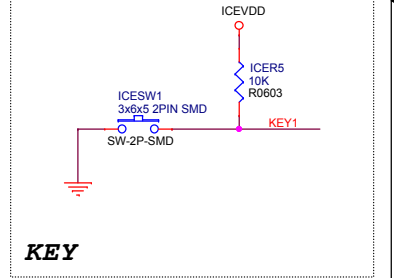 ICEVDD
ICER5
10K
R0603
ICESW1
3x6x5 2PIN SMD
KEY1
SW-2P-SMD
KEY